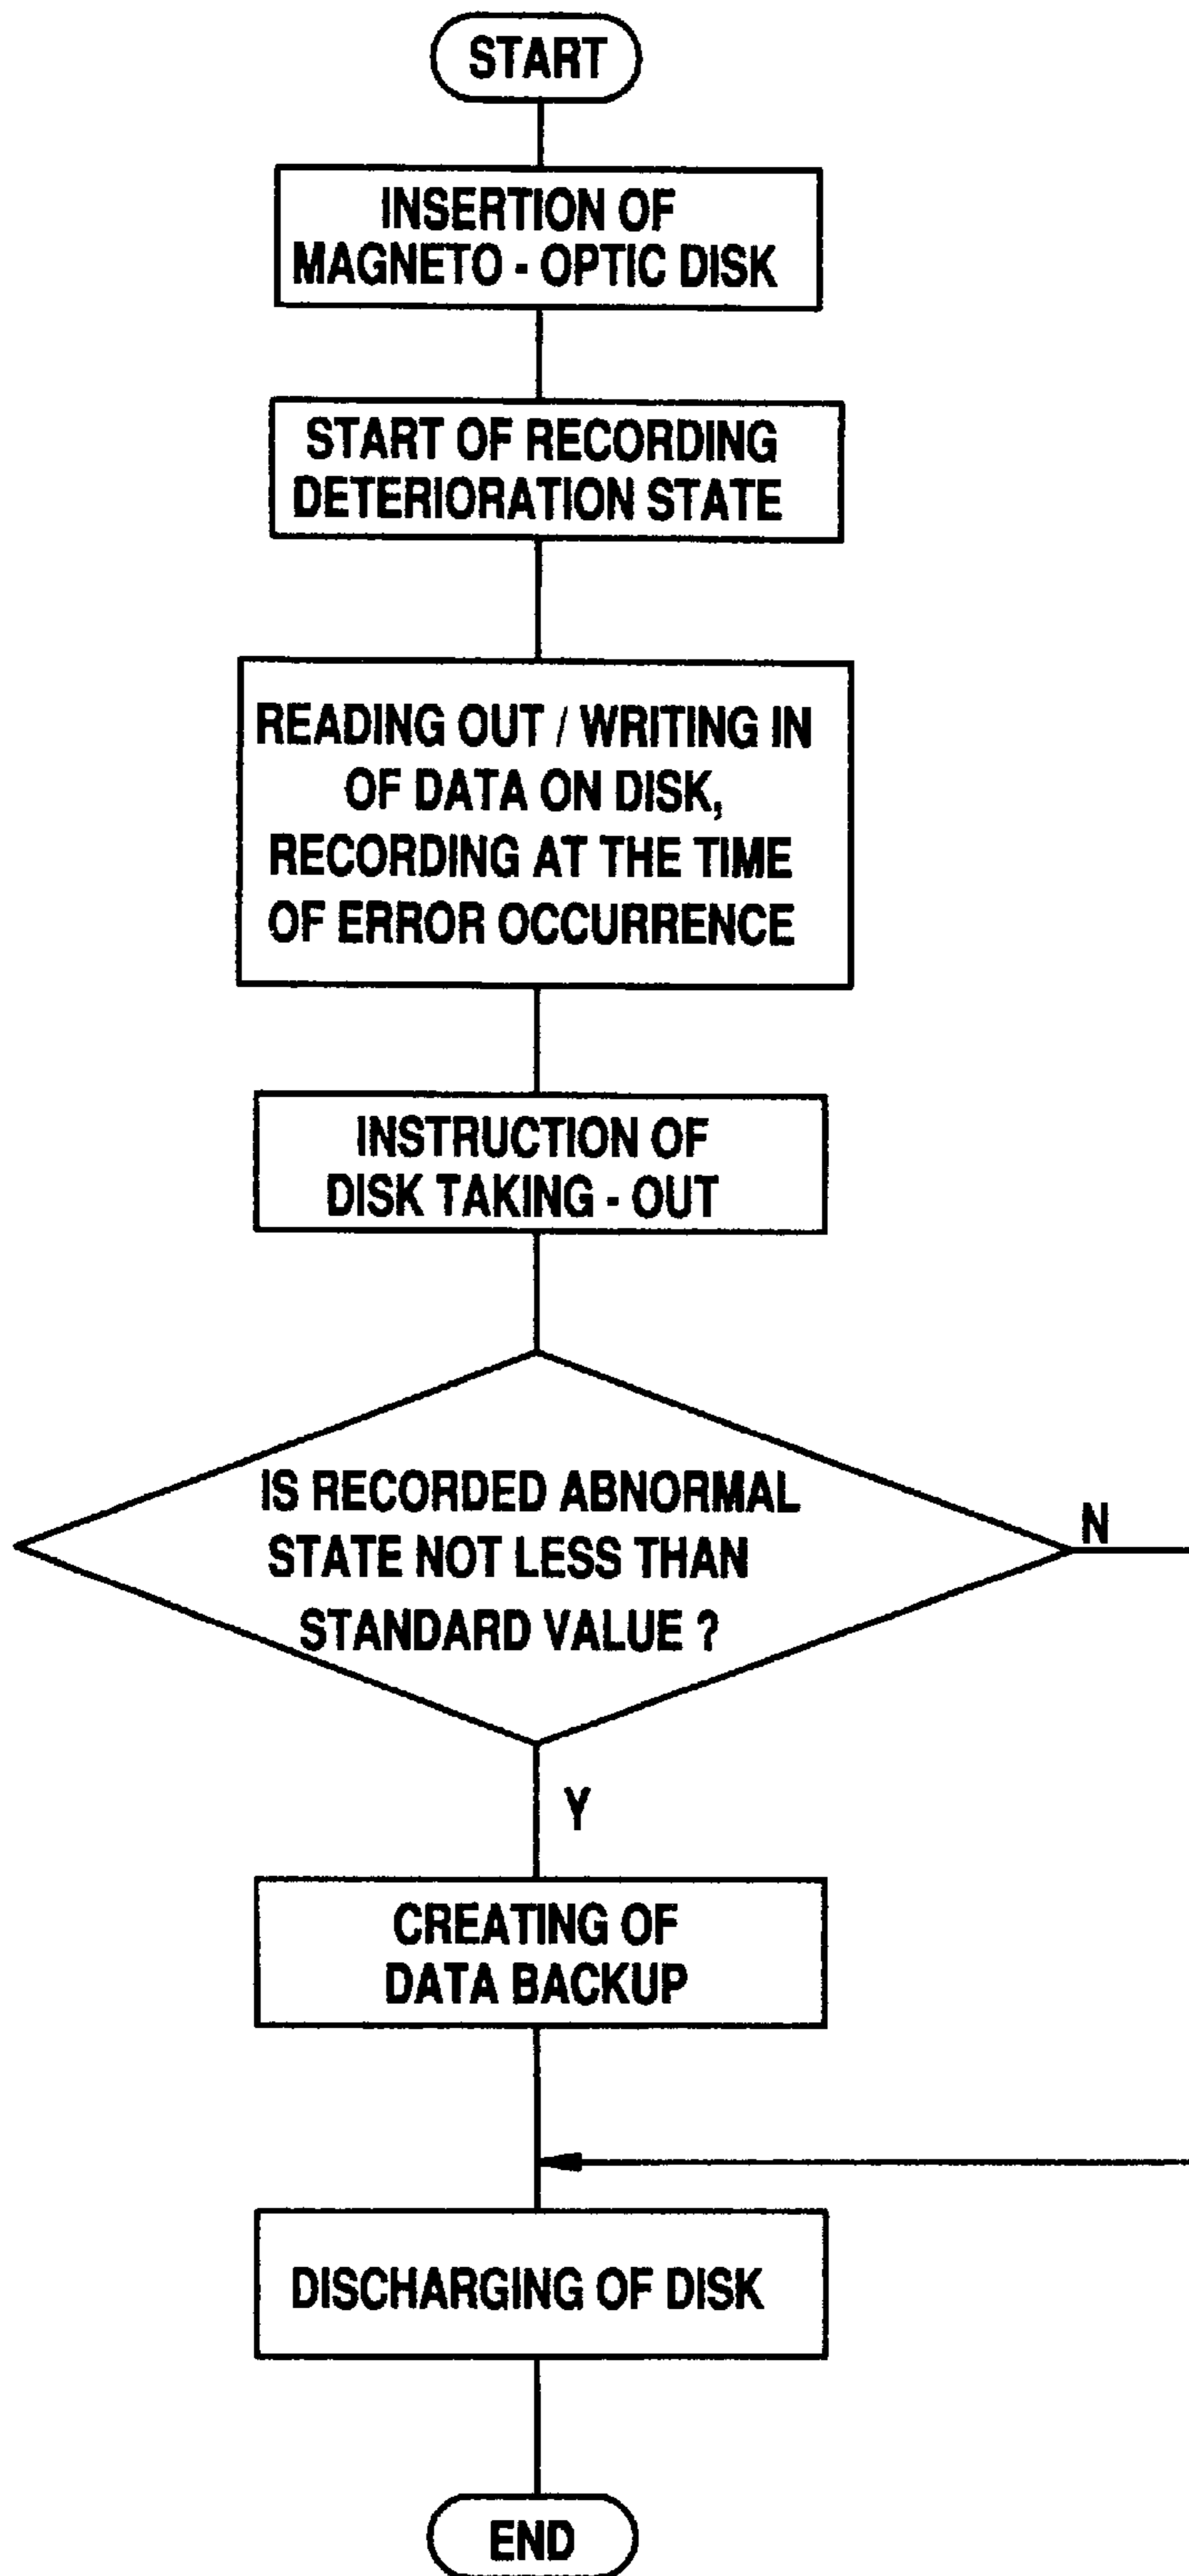 START
INSERTION OF
MAGNETO - OPTIC DISK
START OF RECORDING
DETERIORATION STATE
READING OUT / WRITING IN
OF DATA ON DISK,
RECORDING AT THE TIME
OF ERROR OCCURRENCE
INSTRUCTION OF
DISK TAKING - OUT
IS RECORDED ABNORMAL
STATE NOT LESS THAN
STANDARD VALUE ?
N
Y
CREATING OF
DATA BACKUP
DISCHARGING OF DISK
END